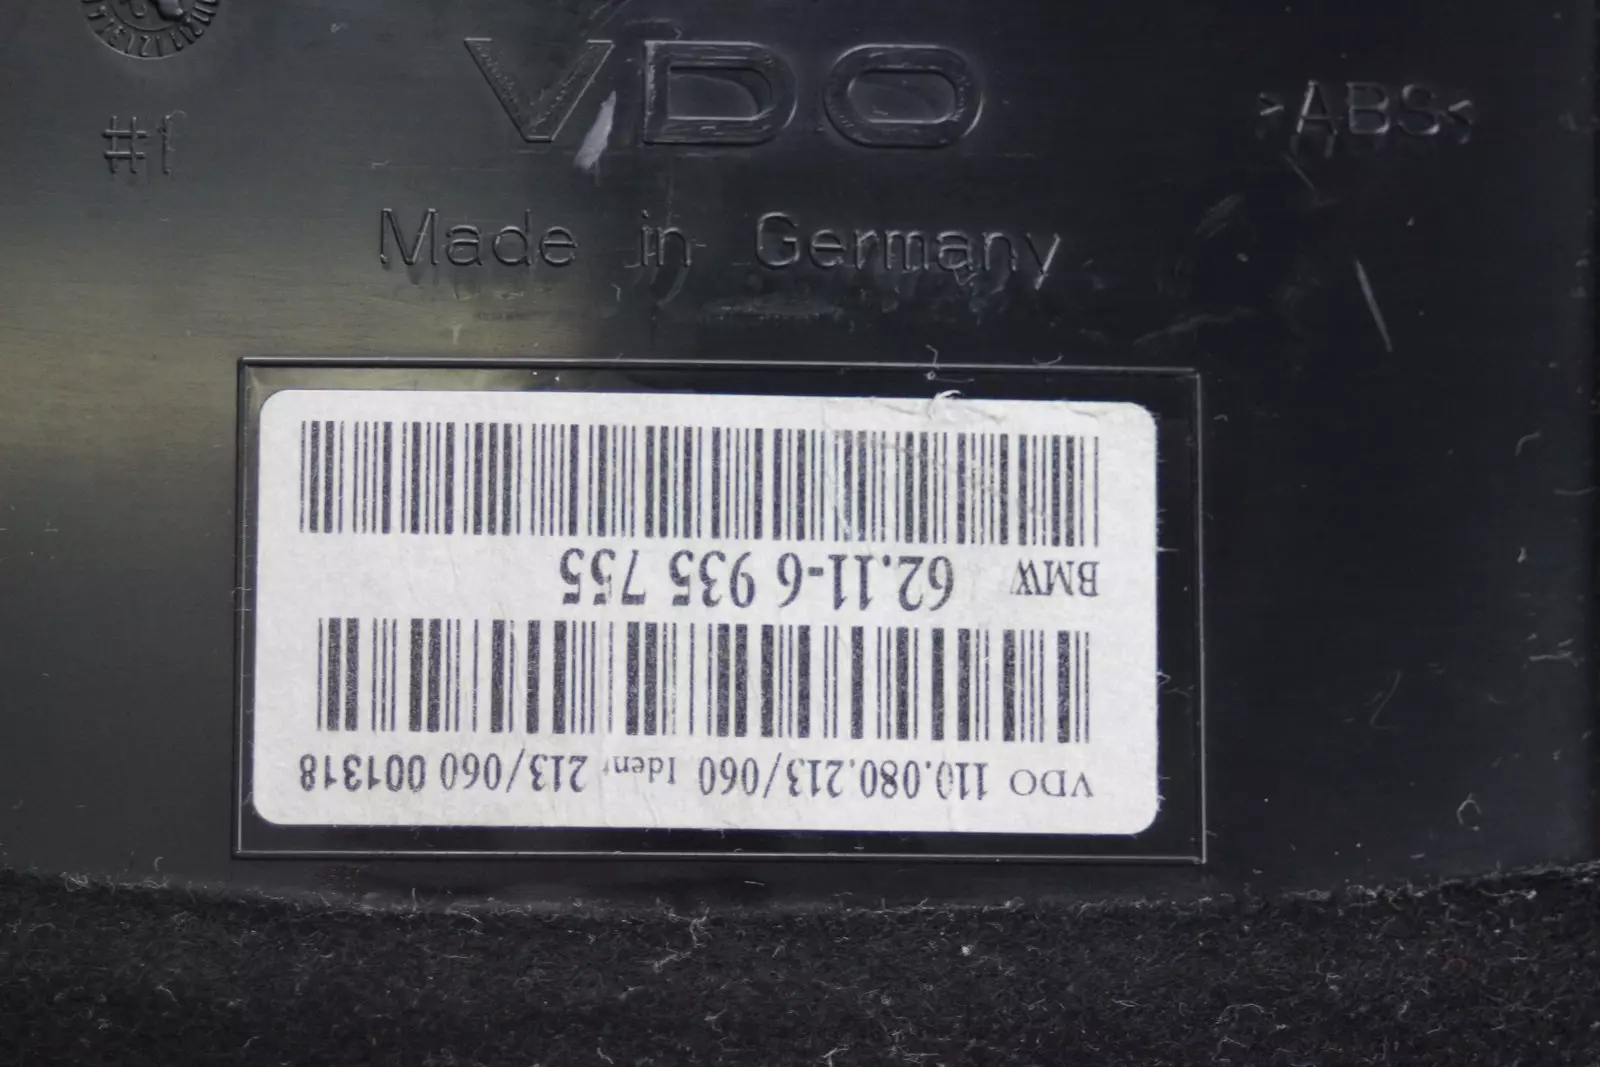 VDO
>ABS<
#1
Made in Germany
VDO 110.080.213/060 Ident 213/060 001318
BMW 62.11-6 935 755